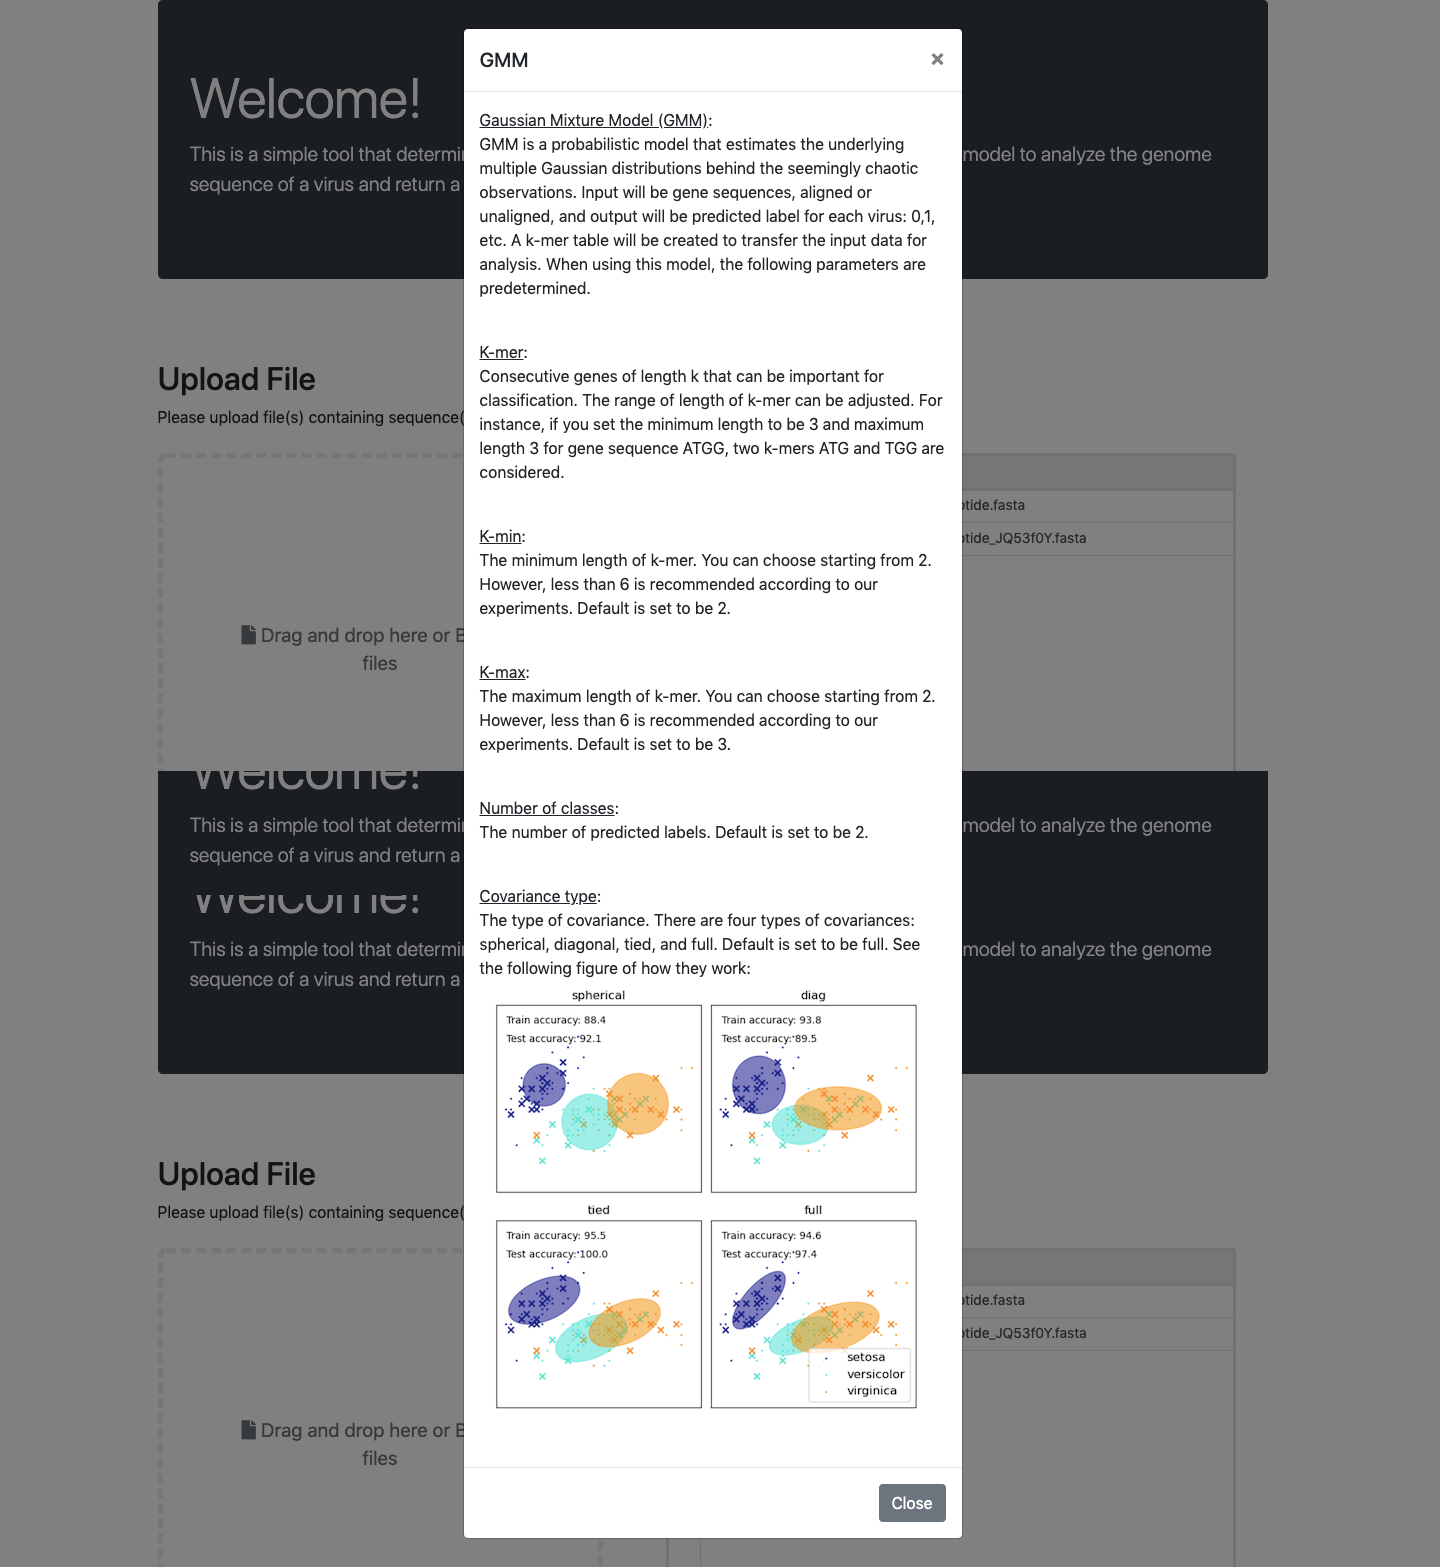 GMM
×
Gaussian Mixture Model (GMM):
GMM is a probabilistic model that estimates the underlying
multiple Gaussian distributions behind the seemingly chaotic
observations. Input will be gene sequences, aligned or
unaligned, and output will be predicted label for each virus: 0,1,
etc. A k-mer table will be created to transfer the input data for
analysis. When using this model, the following parameters are
predetermined.
K-mer:
Consecutive genes of length k that can be important for
classification. The range of length of k-mer can be adjusted. For
instance, if you set the minimum length to be 3 and maximum
length 3 for gene sequence ATGG, two k-mers ATG and TGG are
considered.
K-min:
The minimum length of k-mer. You can choose starting from 2.
However, less than 6 is recommended according to our
experiments. Default is set to be 2.
K-max:
The maximum length of k-mer. You can choose starting from 2.
However, less than 6 is recommended according to our
experiments. Default is set to be 3.
Number of classes:
The number of predicted labels. Default is set to be 2.
Covariance type:
The type of covariance. There are four types of covariances:
spherical, diagonal, tied, and full. Default is set to be full. See
the following figure of how they work:
spherical
Train accuracy: 88.4
Test accuracy: 92.1
diag
Train accuracy: 93.8
Test accuracy: 89.5
tied
Train accuracy: 95.5
Test accuracy: 100.0
full
Train accuracy: 94.6
Test accuracy: 97.4
setosa
versicolor
virginica
Close
Welcome!
This is a simple tool that determi model to analyze the genome
sequence of a virus and return a
Upload File
Please upload file(s) containing sequence(
Drag and drop here or B
files
ptide.fasta
ptide_JQ53f0Y.fasta
Welcome!
This is a simple tool that determi model to analyze the genome
sequence of a virus and return a
Welcome!
This is a simple tool that determi model to analyze the genome
sequence of a virus and return a
Upload File
Please upload file(s) containing sequence(
Drag and drop here or B
files
ptide.fasta
ptide_JQ53f0Y.fasta